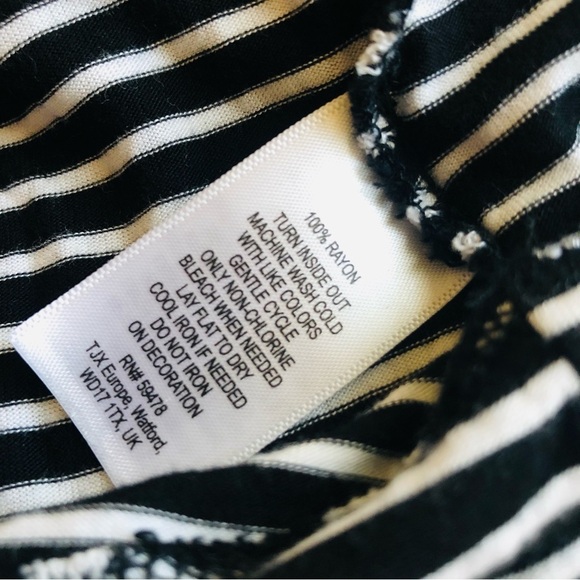 100% RAYON
TURN INSIDE OUT
MACHINE WASH COLD
WITH LIKE COLORS
GENTLE CYCLE
ONLY NON-CHLORINE
BLEACH WHEN NEEDED
LAY FLAT TO DRY
COOL IRON IF NEEDED
DO NOT IRON
ON DECORATION
RN# 58478
TJX Europe, Watford,
WD17 1TX, UK